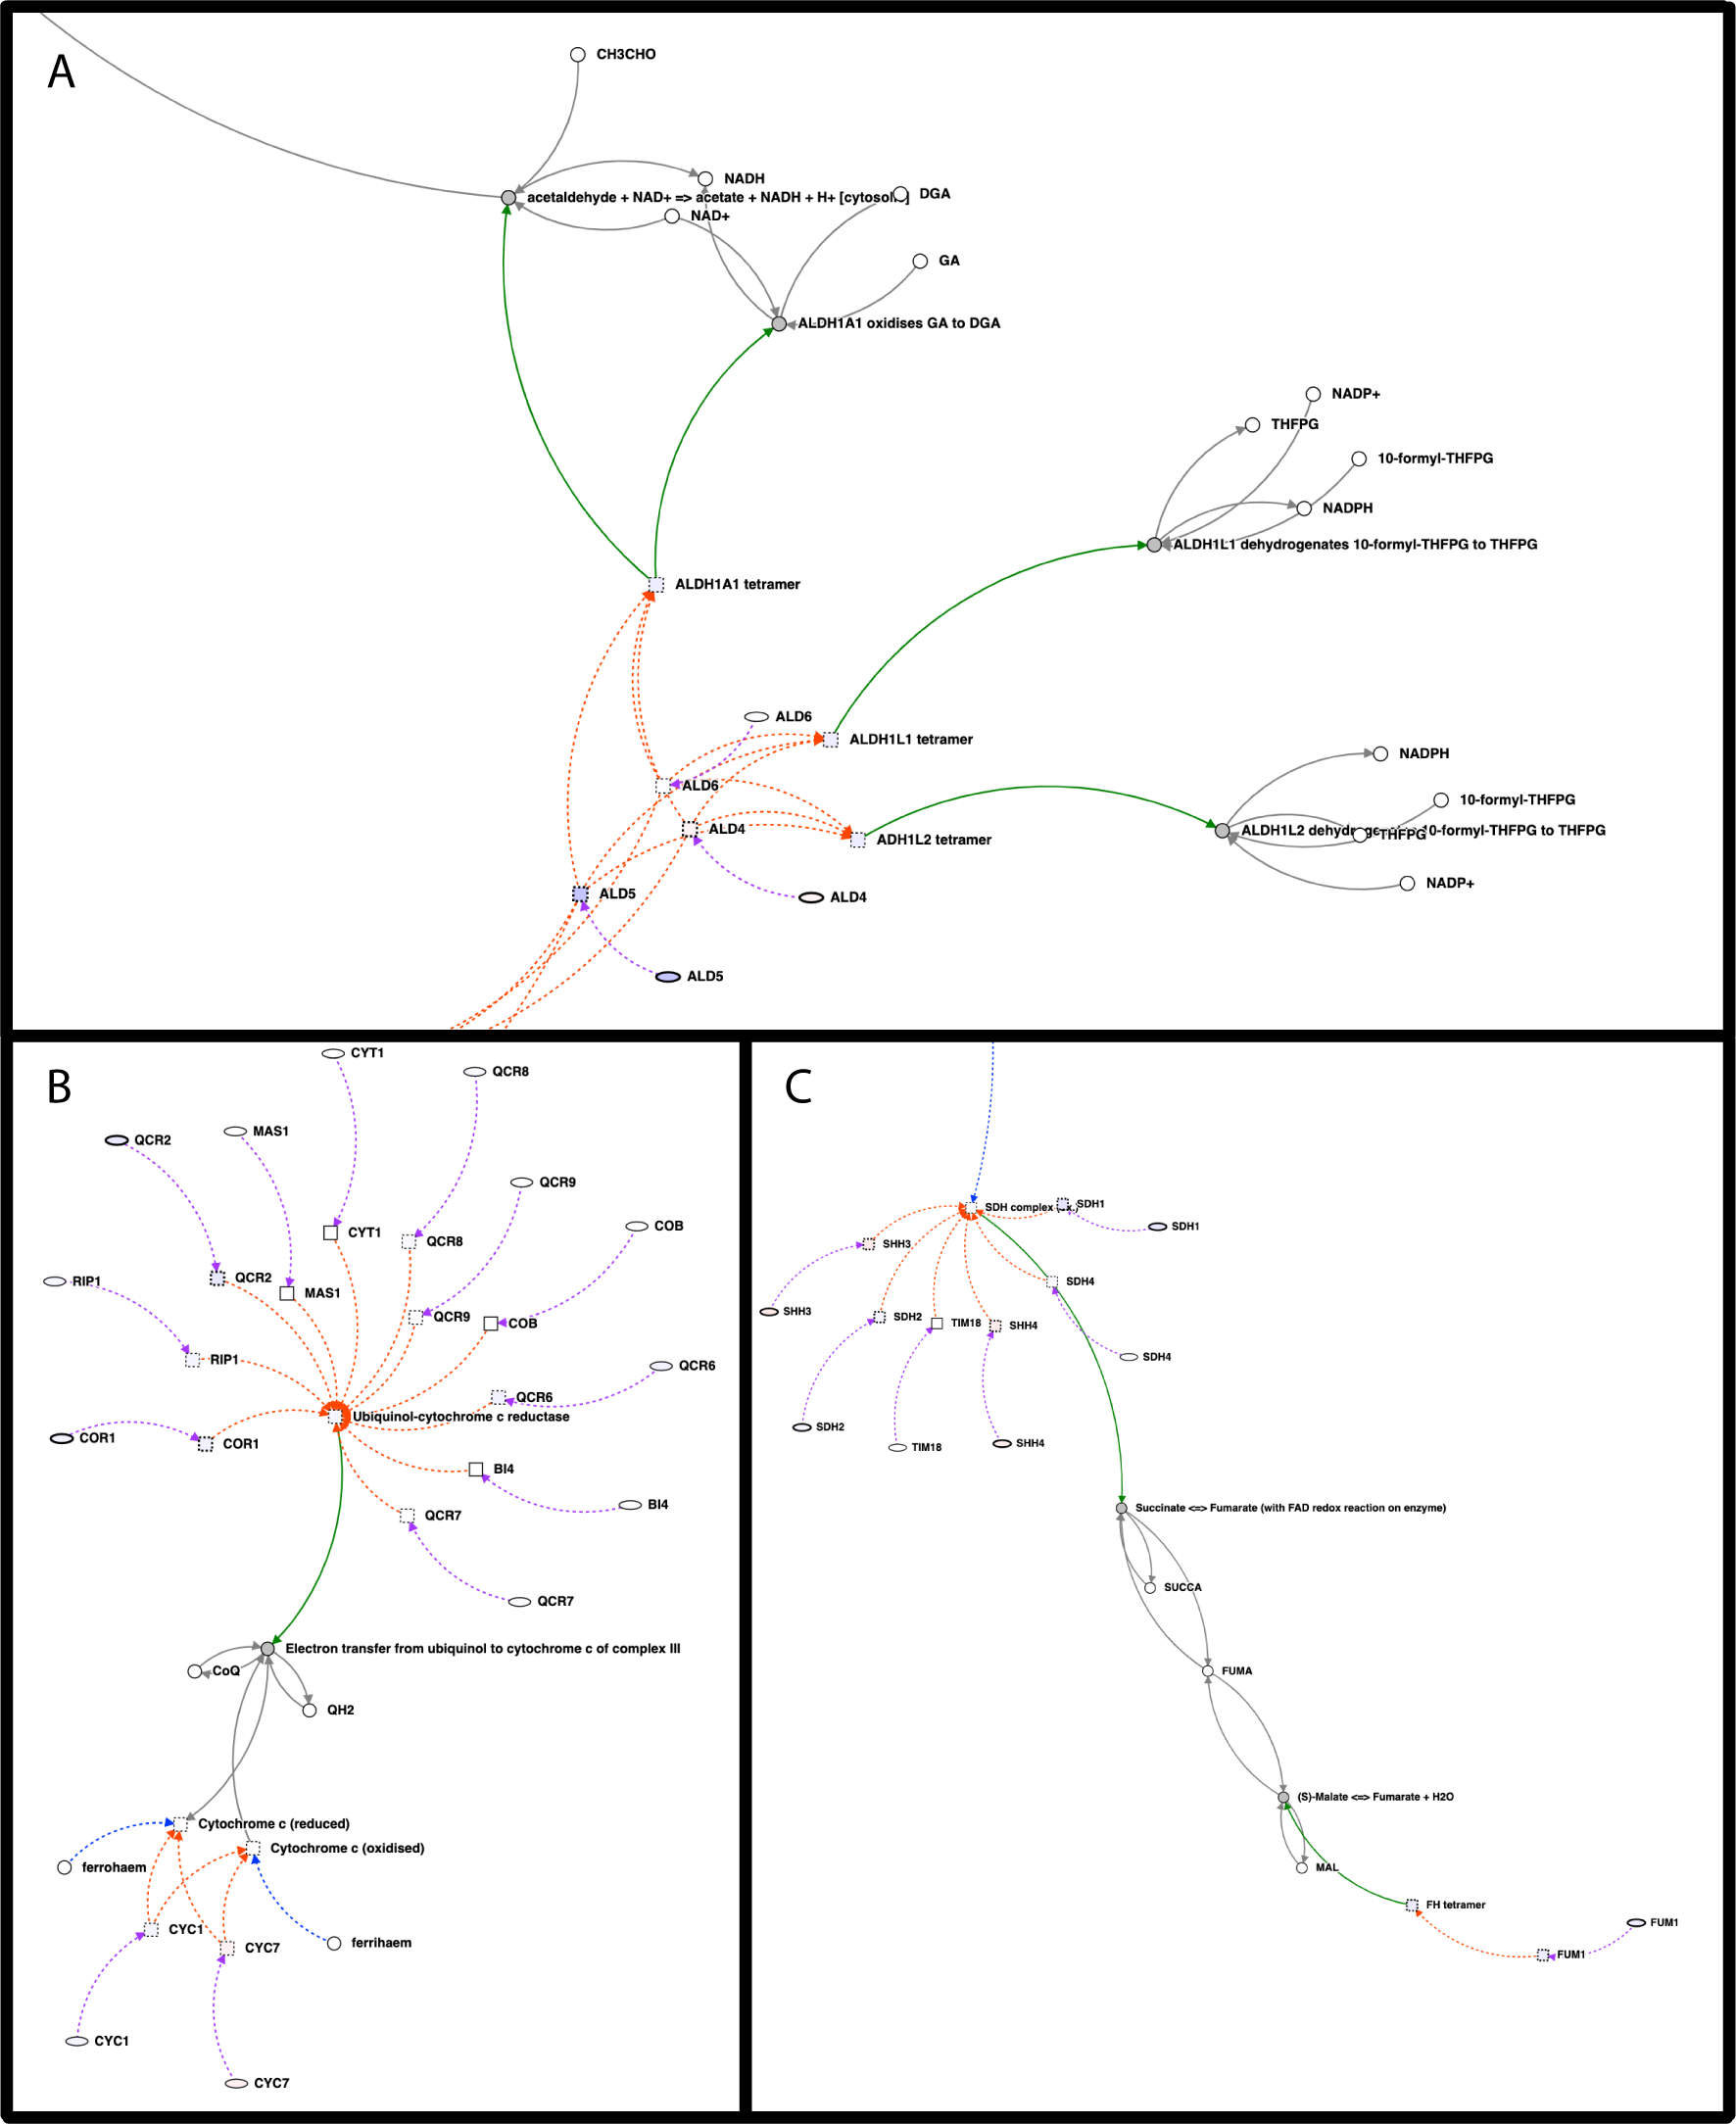 A
CH3CHO
NADH
acetaldehyde + NAD+ => acetate + NADH + H+
DGA
NAD+
GA
ALDH1A1 oxidises GA to DGA
NADP+
THFPG
10-formyl-THFPG
NADPH
ALDH1L1 dehydrogenates 10-formyl-THFPG to THFPG
ALDH1A1 tetramer
ALD6
ALDH1L1 tetramer
NADPH
ALD6
10-formyl-THFPG
ALD4
ADH1L2 tetramer
ALDH1L2
10-formyl-THFPG to THFPG
THFPG
NADP+
ALD5
ALD4
ALD5
B
CYT1
QCR8
QCR2
MAS1
QCR9
COB
CYT1
QCR8
RIP1
QCR2
MAS1
QCR9
COB
RIP1
QCR6
QCR6
Ubiquinol-cytochrome c reductase
COR1
COR1
BI4
BI4
QCR7
QCR7
Electron transfer from ubiquinol to cytochrome c of complex III
CoQ
QH2
Cytochrome c (reduced)
Cytochrome c (oxidised)
ferrohaem
CYC1
CYC7
ferrihaem
CYC1
CYC7
C
SDH complex
SDH1
SDH1
SHH3
SDH4
SHH3
SDH2
TIM18
SHH4
SDH4
SDH2
TIM18
SHH4
Succinate <=> Fumarate (with FAD redox reaction on enzyme)
SUCCA
FUMA
(S)-Malate <=> Fumarate + H2O
MAL
FH tetramer
FUM1
FUM1